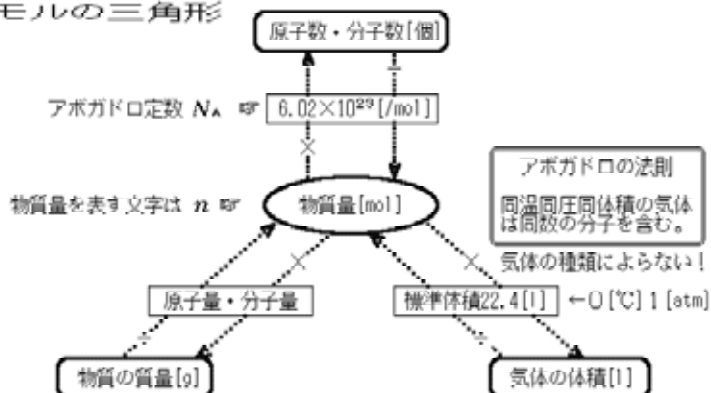 モルの三角形
原子数・分子数[個]
÷
アボガドロ定数 NA ☞ 6.02×10²³[/mol]
×
アボガドロの法則
物質量を表す文字は n ☞ 物質量[mol]
同温同圧同体積の気体
は同数の分子を含む。
× ×
気体の種類によらない！
原子量・分子量
標準体積22.4[l] ←0[℃]1[atm]
÷ ÷
物質の質量[g]
気体の体積[l]